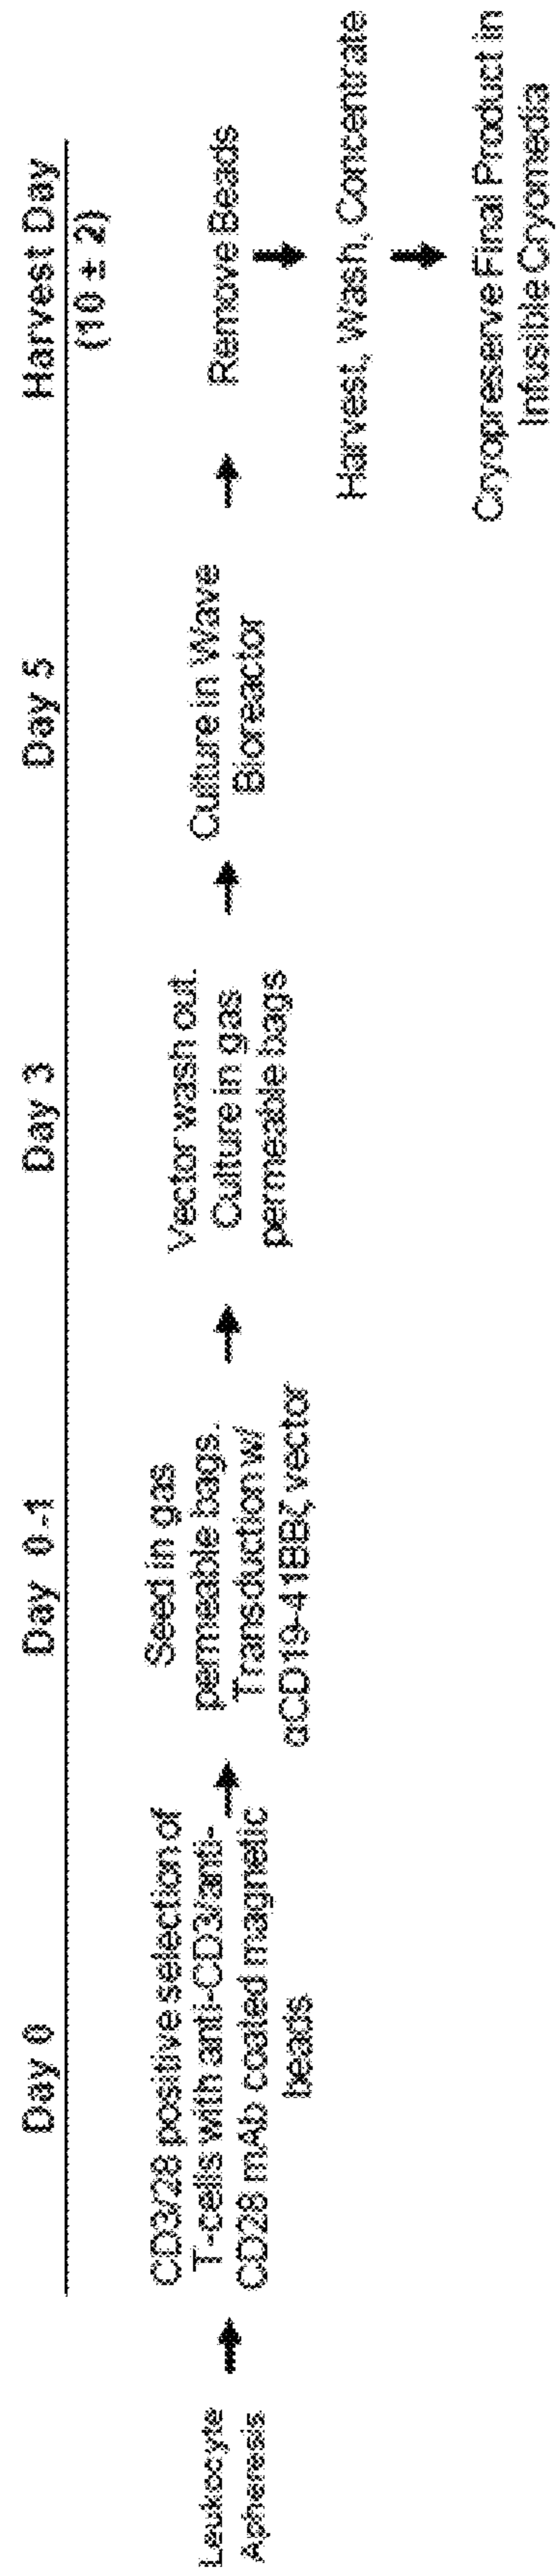 Day 0
Day 0-1
Day 3
Day 5
Harvest Day
(10 ± 2)
Leukocyte
Apheresis
CD3/28 positive selection of
T-cells with anti-CD3/anti-
CD28 mAb coated magnetic
beads
Seed in gas
permeable bags.
Transduction w/
αCD19-41BBζ vector
Vector wash out.
Culture in gas
permeable bags
Culture in Wave
Bioreactor
Remove Beads
Harvest, Wash, Concentrate
Cryopreserve Final Product in
Infusible Cryomedia